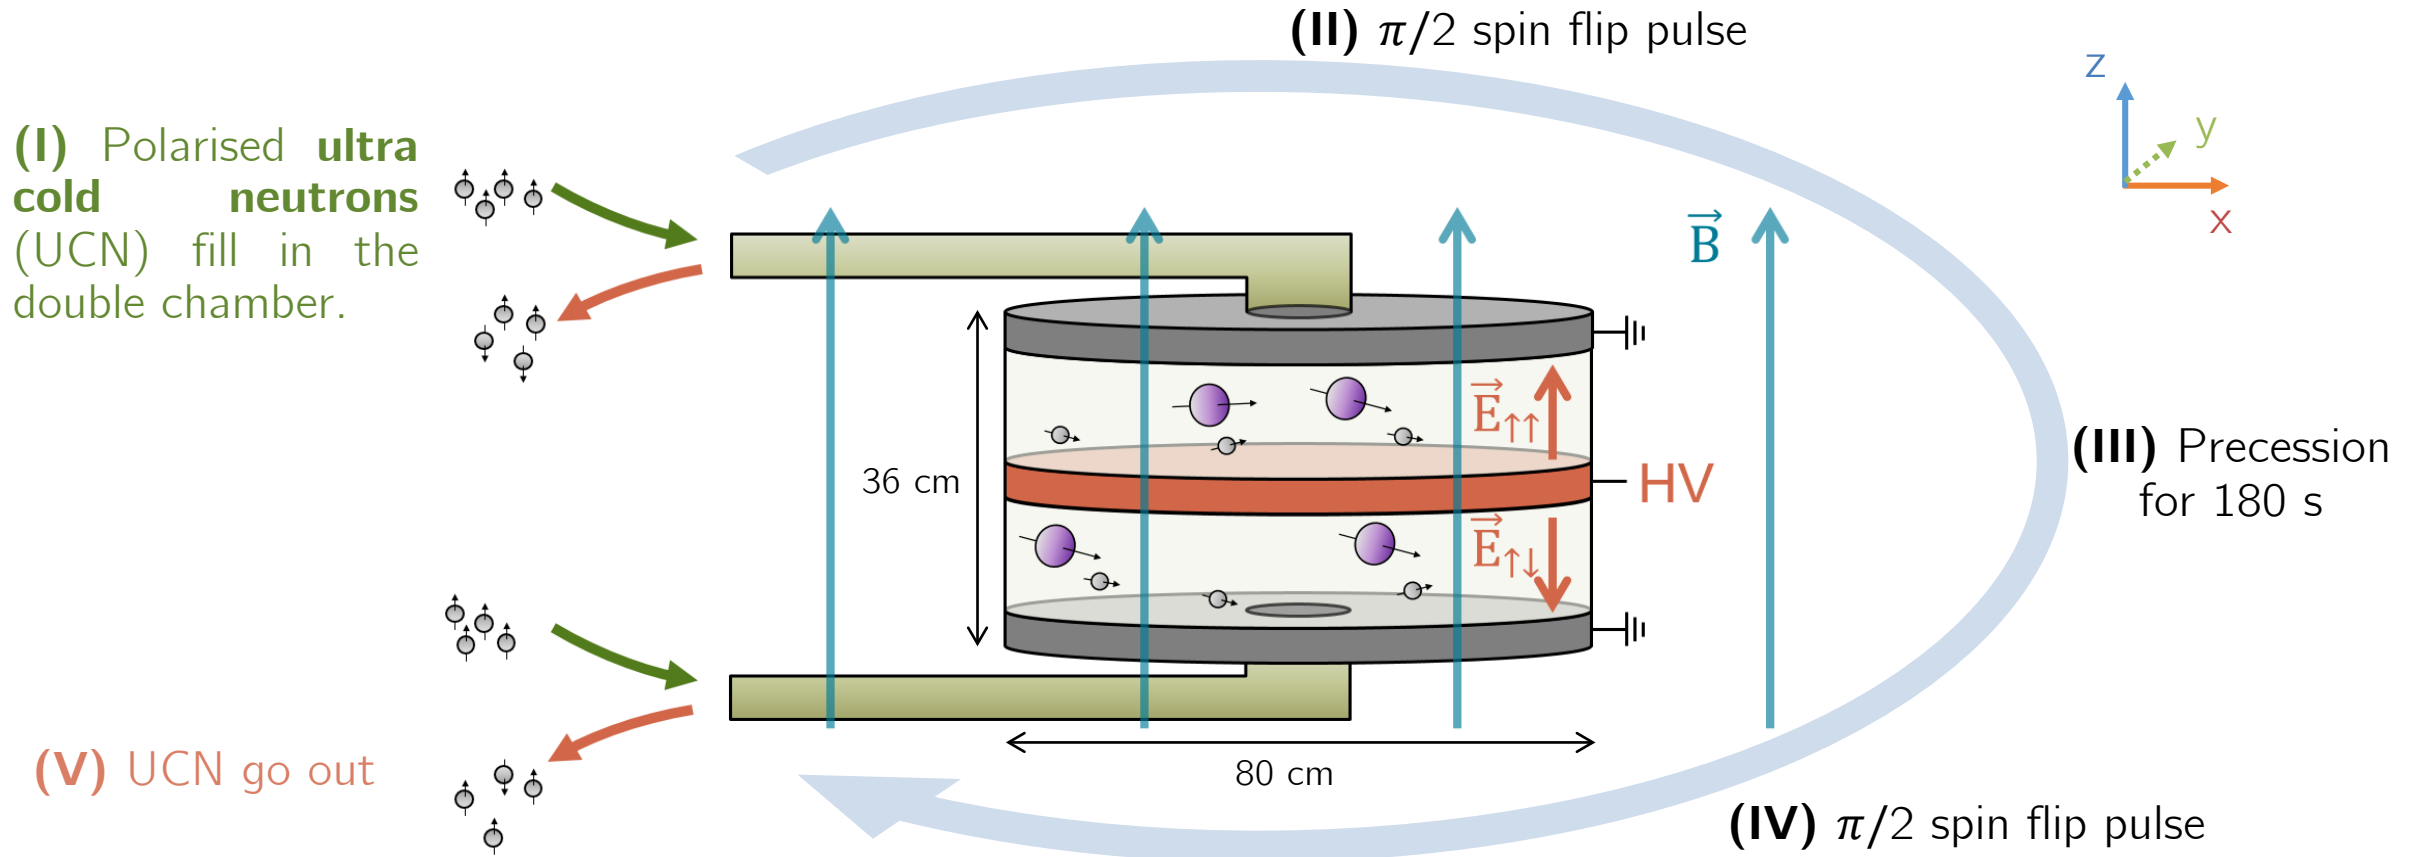 (II) π/2 spin flip pulse
(I) Polarised ultra
cold neutrons
(UCN) fill in the
double chamber.
z
y
x
B
E↑↑
36 cm
HV
E↑↓
(III) Precession
for 180 s
80 cm
(V) UCN go out
(IV) π/2 spin flip pulse